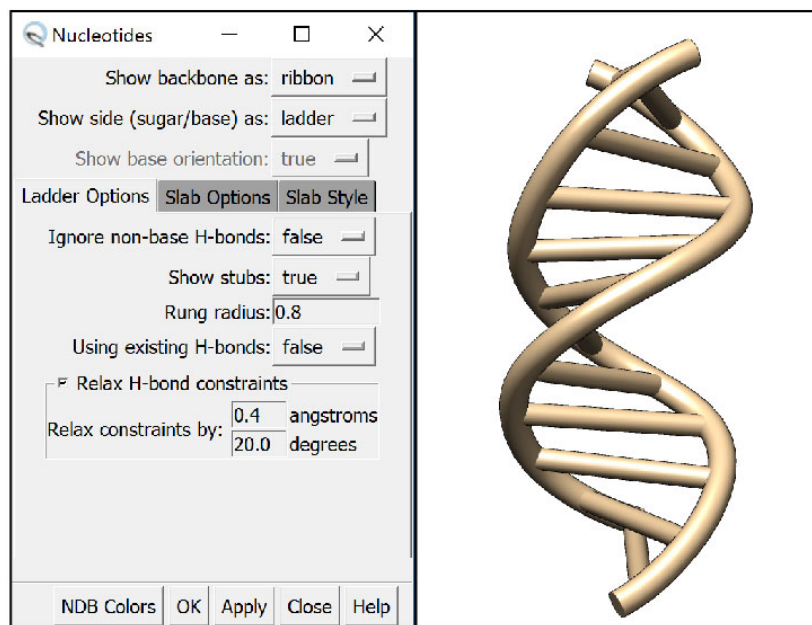 Nucleotides
Show backbone as: ribbon
Show side (sugar/base) as: ladder
Show base orientation: true
Ladder Options Slab Options Slab Style
Ignore non-base H-bonds: false
Show stubs: true
Rung radius: 0.8
Using existing H-bonds: false
Relax H-bond constraints
Relax constraints by: 0.4 angstroms
20.0 degrees
NDB Colors OK Apply Close Help